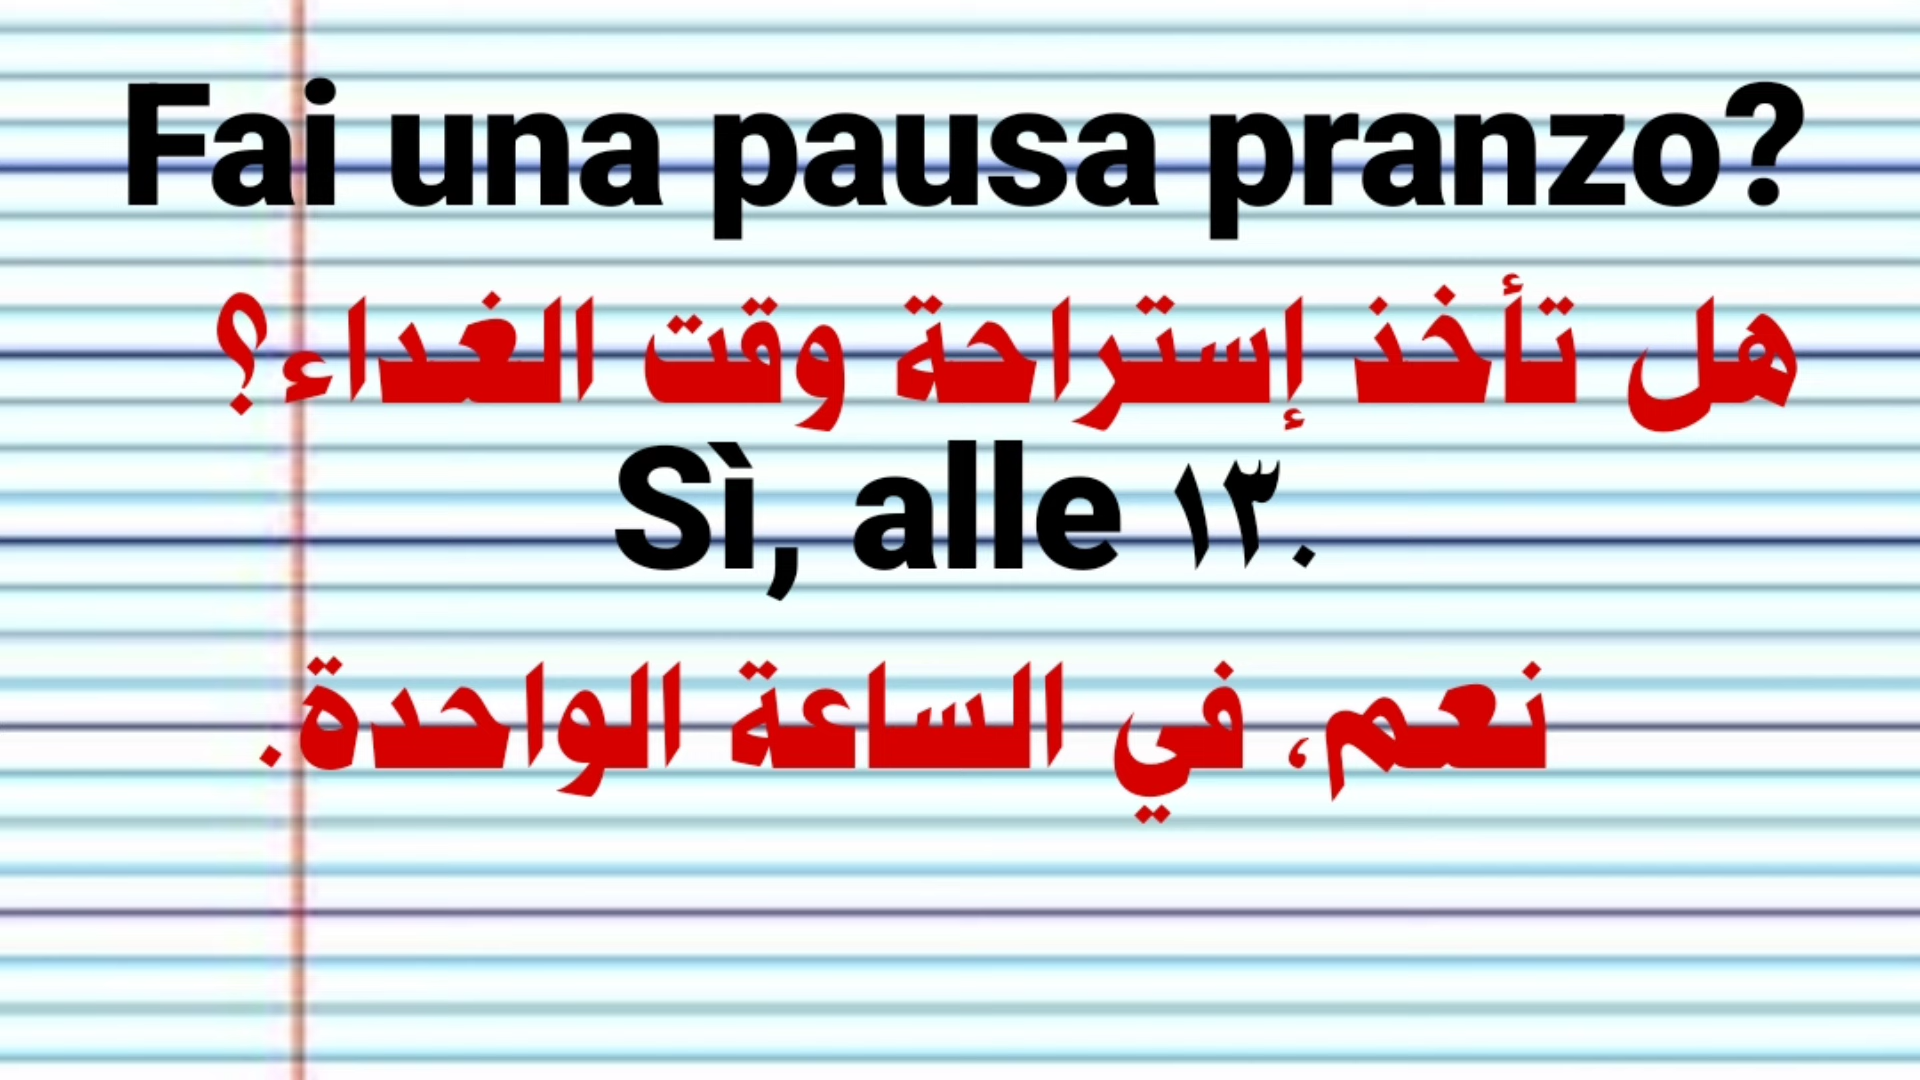 Fai una pausa pranzo?
هل تأخذ إستراحة وقت الغداء؟
Sì, alle ١٣.
نعم، في الساعة الواحدة.